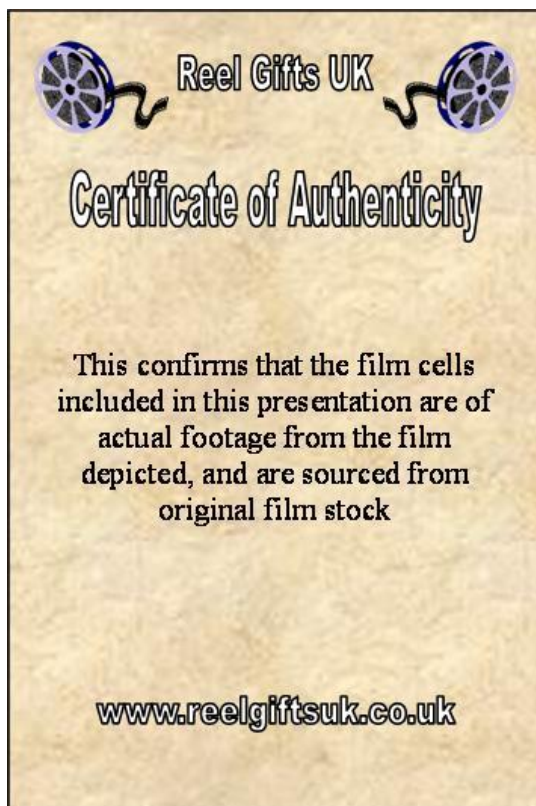 Reel Gifts UK
Certificate of Authenticity
This confirms that the film cells
included in this presentation are of
actual footage from the film
depicted, and are sourced from
original film stock
www.reelgiftsuk.co.uk